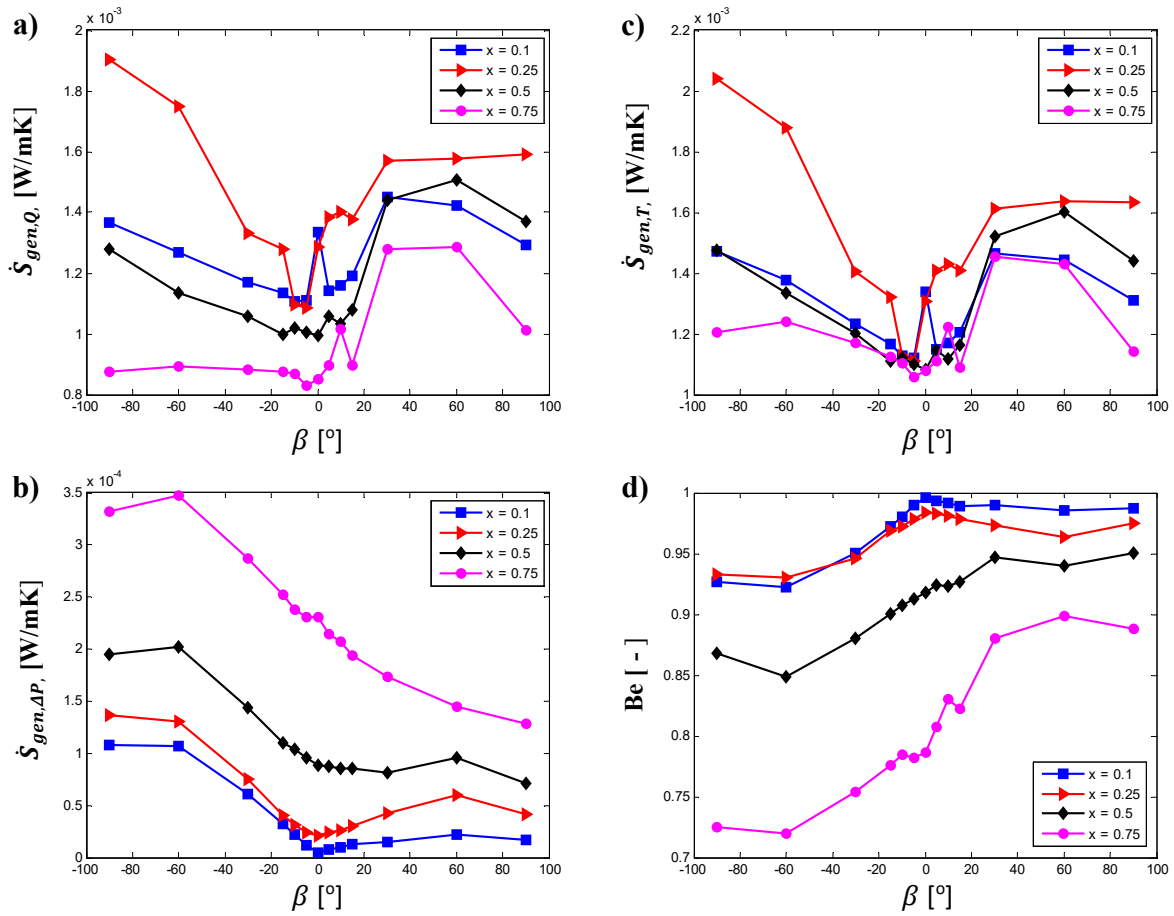 a)
x 10⁻³
2
1.8
1.6
1.4
1.2
1
0.8
-100 -80 -60 -40 -20 0 20 40 60 80 100
Ṡgen,Q, [W/mK]
β [º]
x = 0.1
x = 0.25
x = 0.5
x = 0.75
c)
x 10⁻³
2.2
2
1.8
1.6
1.4
1.2
1
-100 -80 -60 -40 -20 0 20 40 60 80 100
Ṡgen,T, [W/mK]
β [º]
x = 0.1
x = 0.25
x = 0.5
x = 0.75
b)
x 10⁻⁴
3.5
3
2.5
2
1.5
1
0.5
0
-100 -80 -60 -40 -20 0 20 40 60 80 100
Ṡgen,ΔP, [W/mK]
β [º]
x = 0.1
x = 0.25
x = 0.5
x = 0.75
d)
1
0.95
0.9
0.85
0.8
0.75
0.7
-100 -80 -60 -40 -20 0 20 40 60 80 100
Be [ - ]
β [º]
x = 0.1
x = 0.25
x = 0.5
x = 0.75